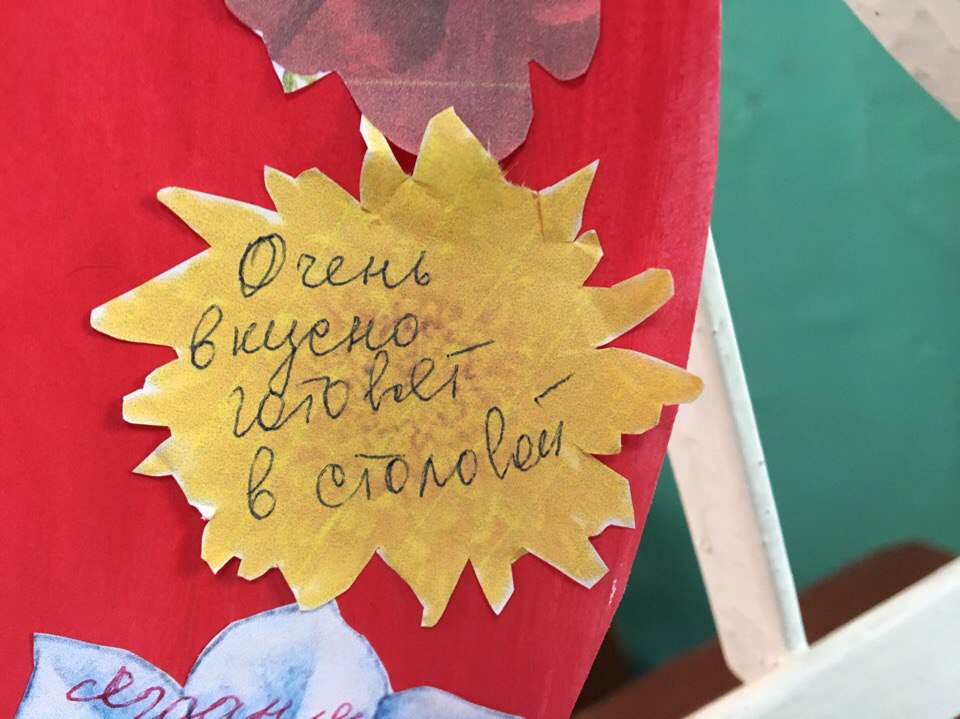 Очень
вкусно
готовят
в столовой